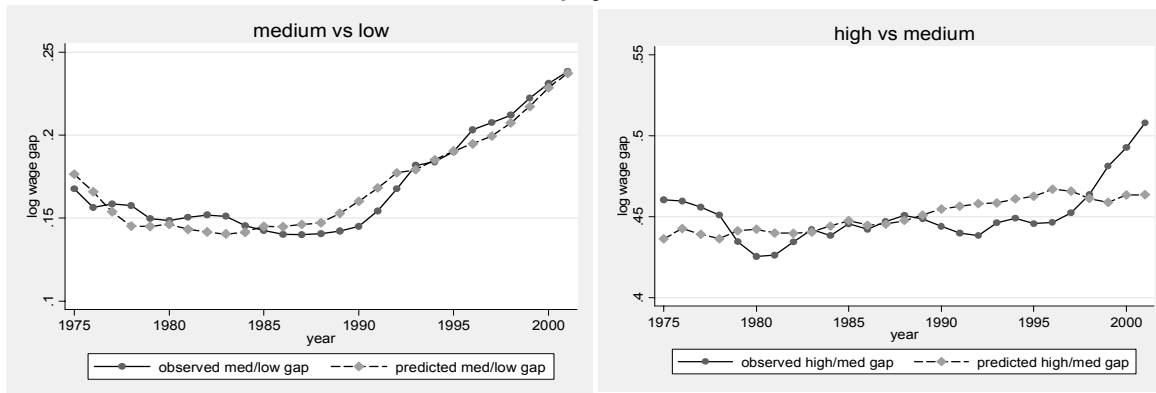 medium vs low
.25
.2
.15
.1
log wage gap
1975 1980 1985 1990 1995 2000
year
observed med/low gap predicted med/low gap
high vs medium
.55
.5
.45
.4
log wage gap
1975 1980 1985 1990 1995 2000
year
observed high/med gap predicted high/med gap